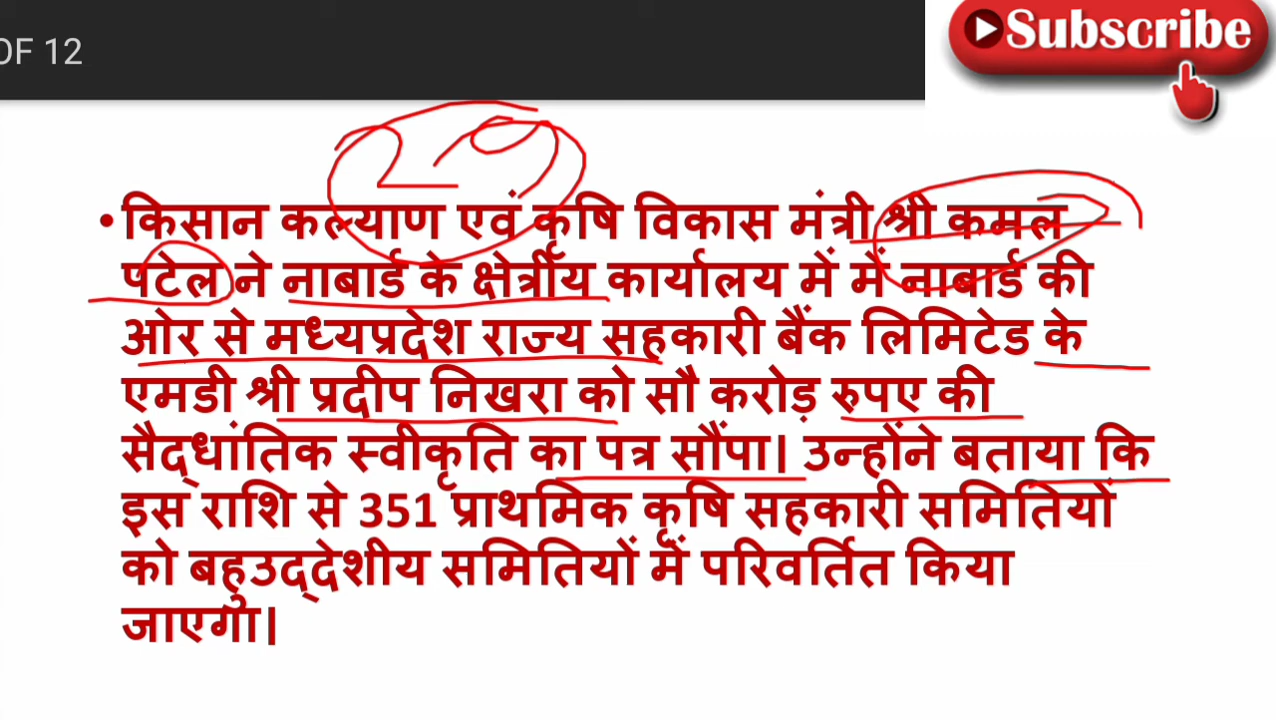 OF 12
Subscribe
•किसान कल्याण एवं कृषि विकास मंत्री श्री कमल
पटेल ने नाबार्ड के क्षेत्रीय कार्यालय में में नाबार्ड की
ओर से मध्यप्रदेश राज्य सहकारी बैंक लिमिटेड के
एमडी श्री प्रदीप निखरा को सौ करोड़ रुपए की
सैद्धांतिक स्वीकृति का पत्र सौंपा। उन्होंने बताया कि
इस राशि से 351 प्राथमिक कृषि सहकारी समितियों
को बहुउद्देशीय समितियों में परिवर्तित किया
जाएगा।